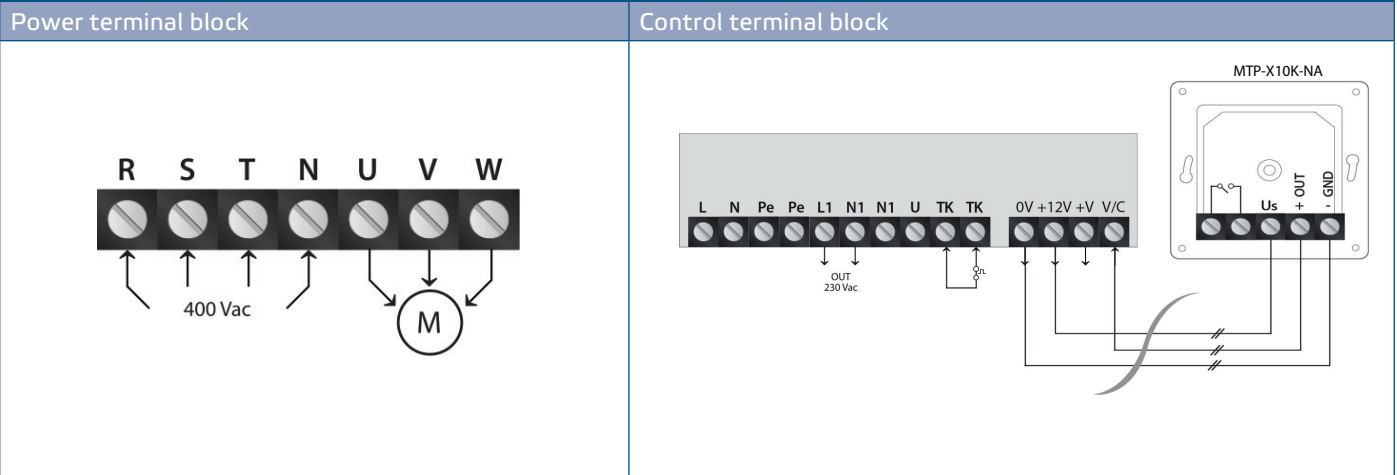 Power terminal block
Control terminal block
R S T N U V W
400 Vac
M
MTP-X10K-NA
L N Pe Pe L1 N1 N1 U TK TK 0V +12V +V V/C
OUT
230 Vac
Us + OUT - GND